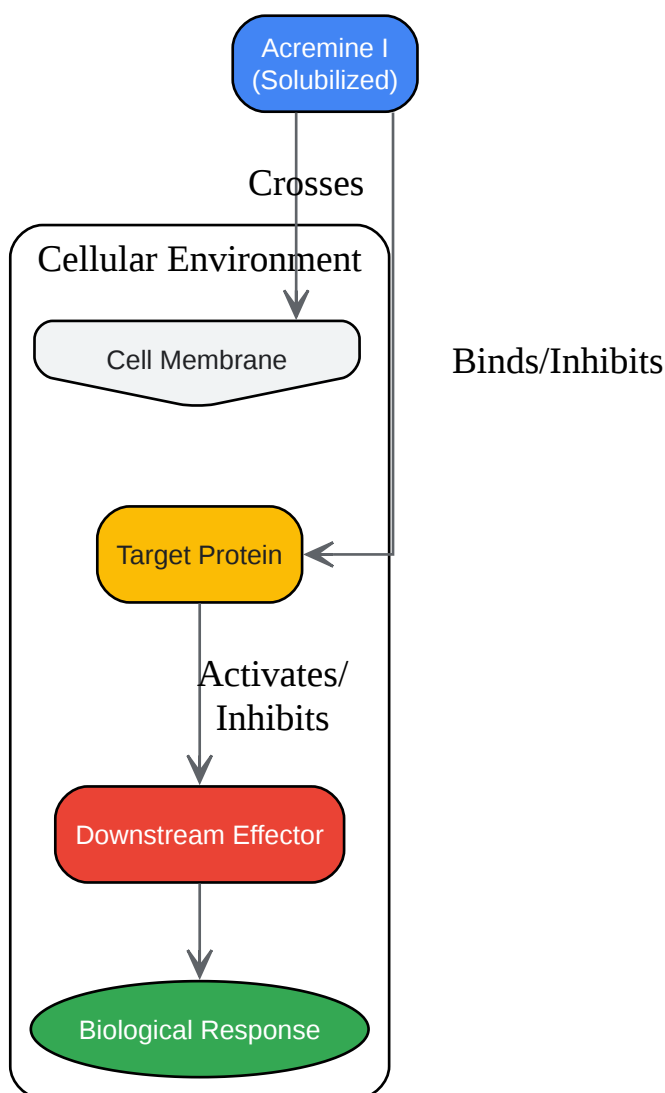 Acremine I
(Solubilized)
Crosses
Cellular Environment
Cell Membrane
Binds/Inhibits
Target Protein
Activates/
Inhibits
Downstream Effector
Biological Response